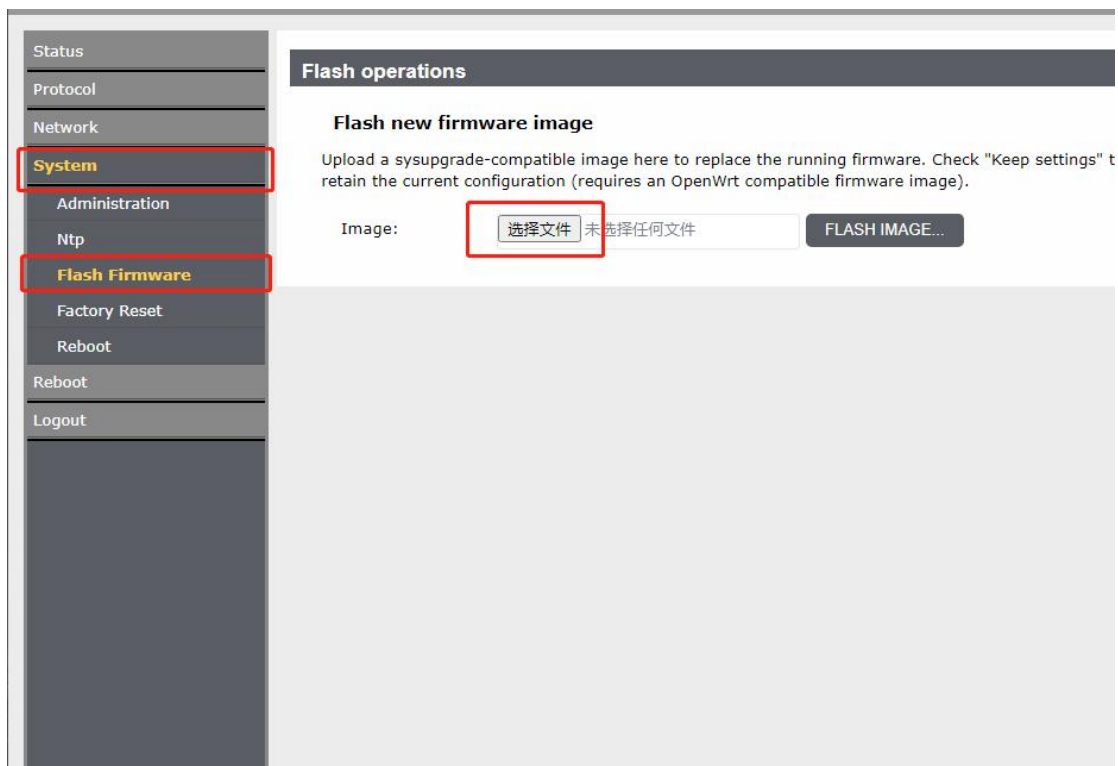 Status
Protocol
Network
System
Administration
Ntp
Flash Firmware
Factory Reset
Reboot
Reboot
Logout
Flash operations
Flash new firmware image
Upload a sysupgrade-compatible image here to replace the running firmware. Check "Keep settings" t
retain the current configuration (requires an OpenWrt compatible firmware image).
Image: 选择文件 未选择任何文件 FLASH IMAGE...